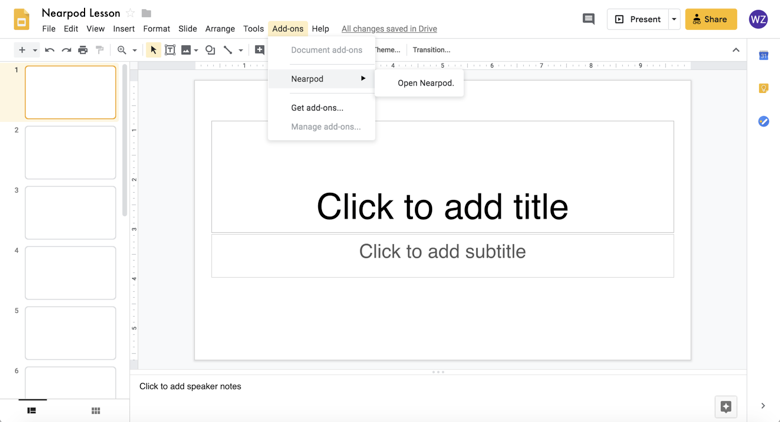 Nearpod Lesson
File Edit View Insert Format Slide Arrange Tools Add-ons Help All changes saved in Drive
Present
Share
WZ
Document add-ons
Theme...
Transition...
Nearpod
Open Nearpod.
Get add-ons...
Manage add-ons...
1 4 5 6 7 8 9
1
2
3
4
5
1
2
3
4
5
6
Click to add title
Click to add subtitle
Click to add speaker notes